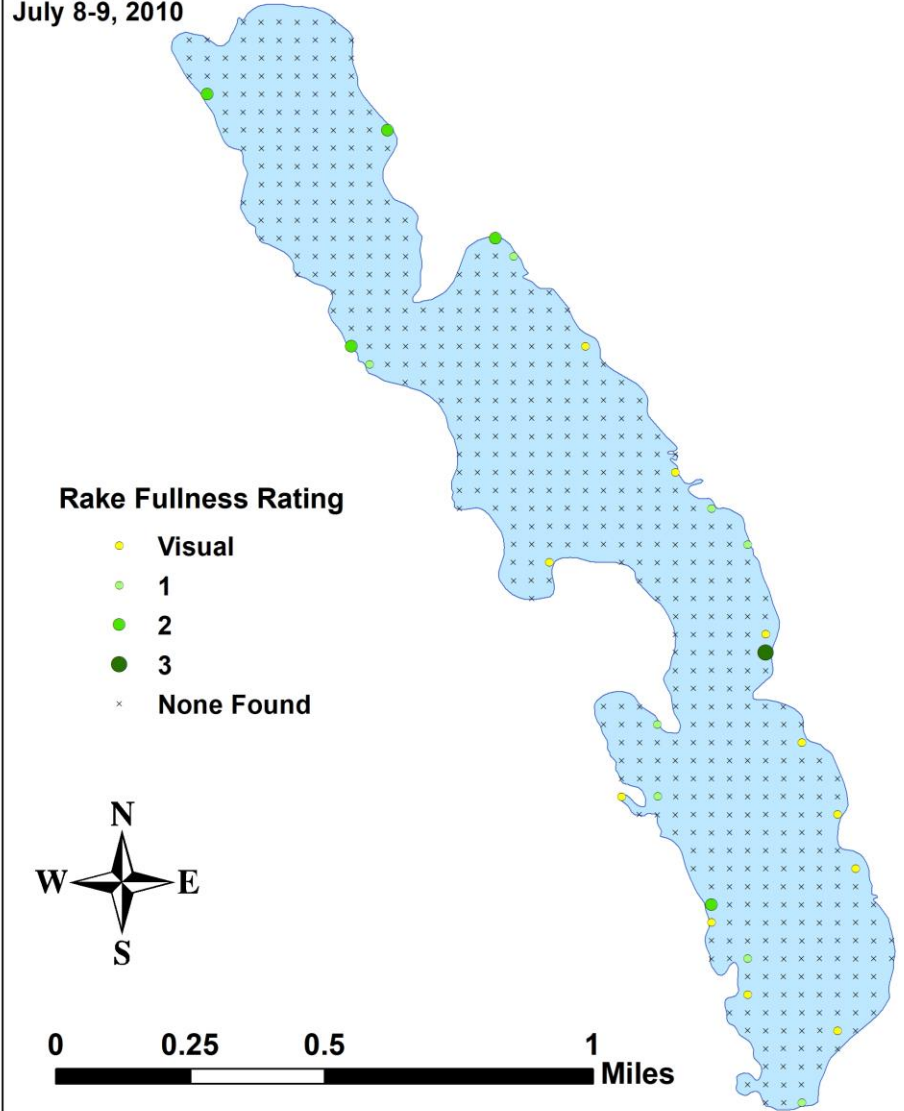 July 8-9, 2010
Rake Fullness Rating
Visual
1
2
3
None Found
N
W E
S
0 0.25 0.5 1
Miles